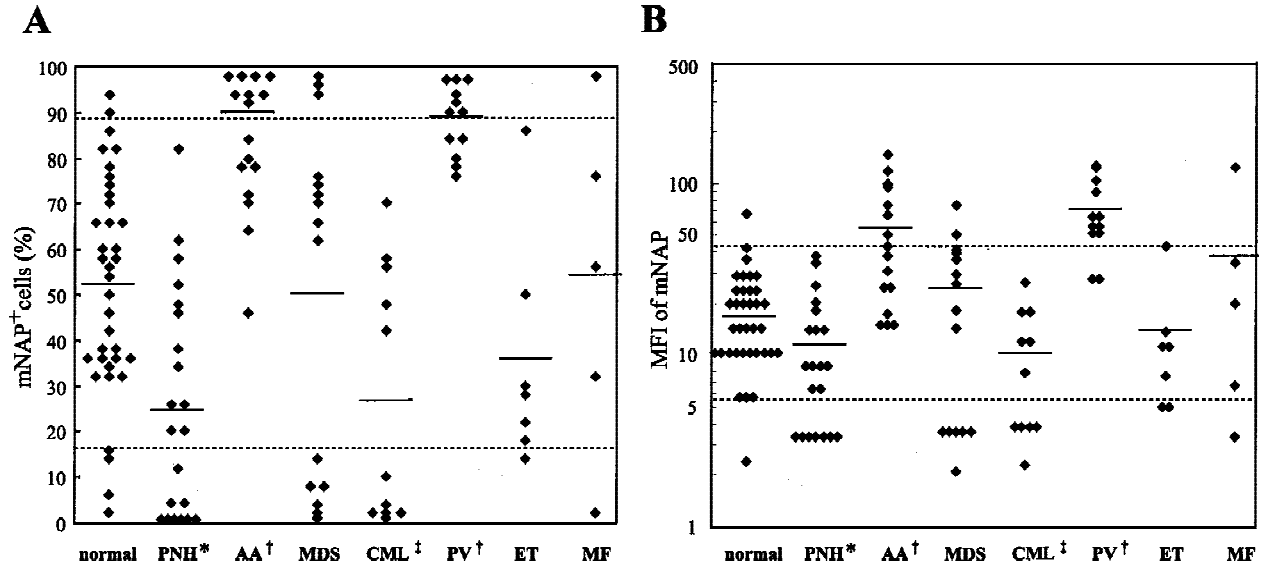 A
B
mNAP+cells (%)
100
90
80
70
60
50
40
30
20
10
0
normal PNH* AA† MDS CML‡ PV† ET MF
MFI of mNAP
500
100
50
10
5
1
normal PNH* AA† MDS CML‡ PV† ET MF